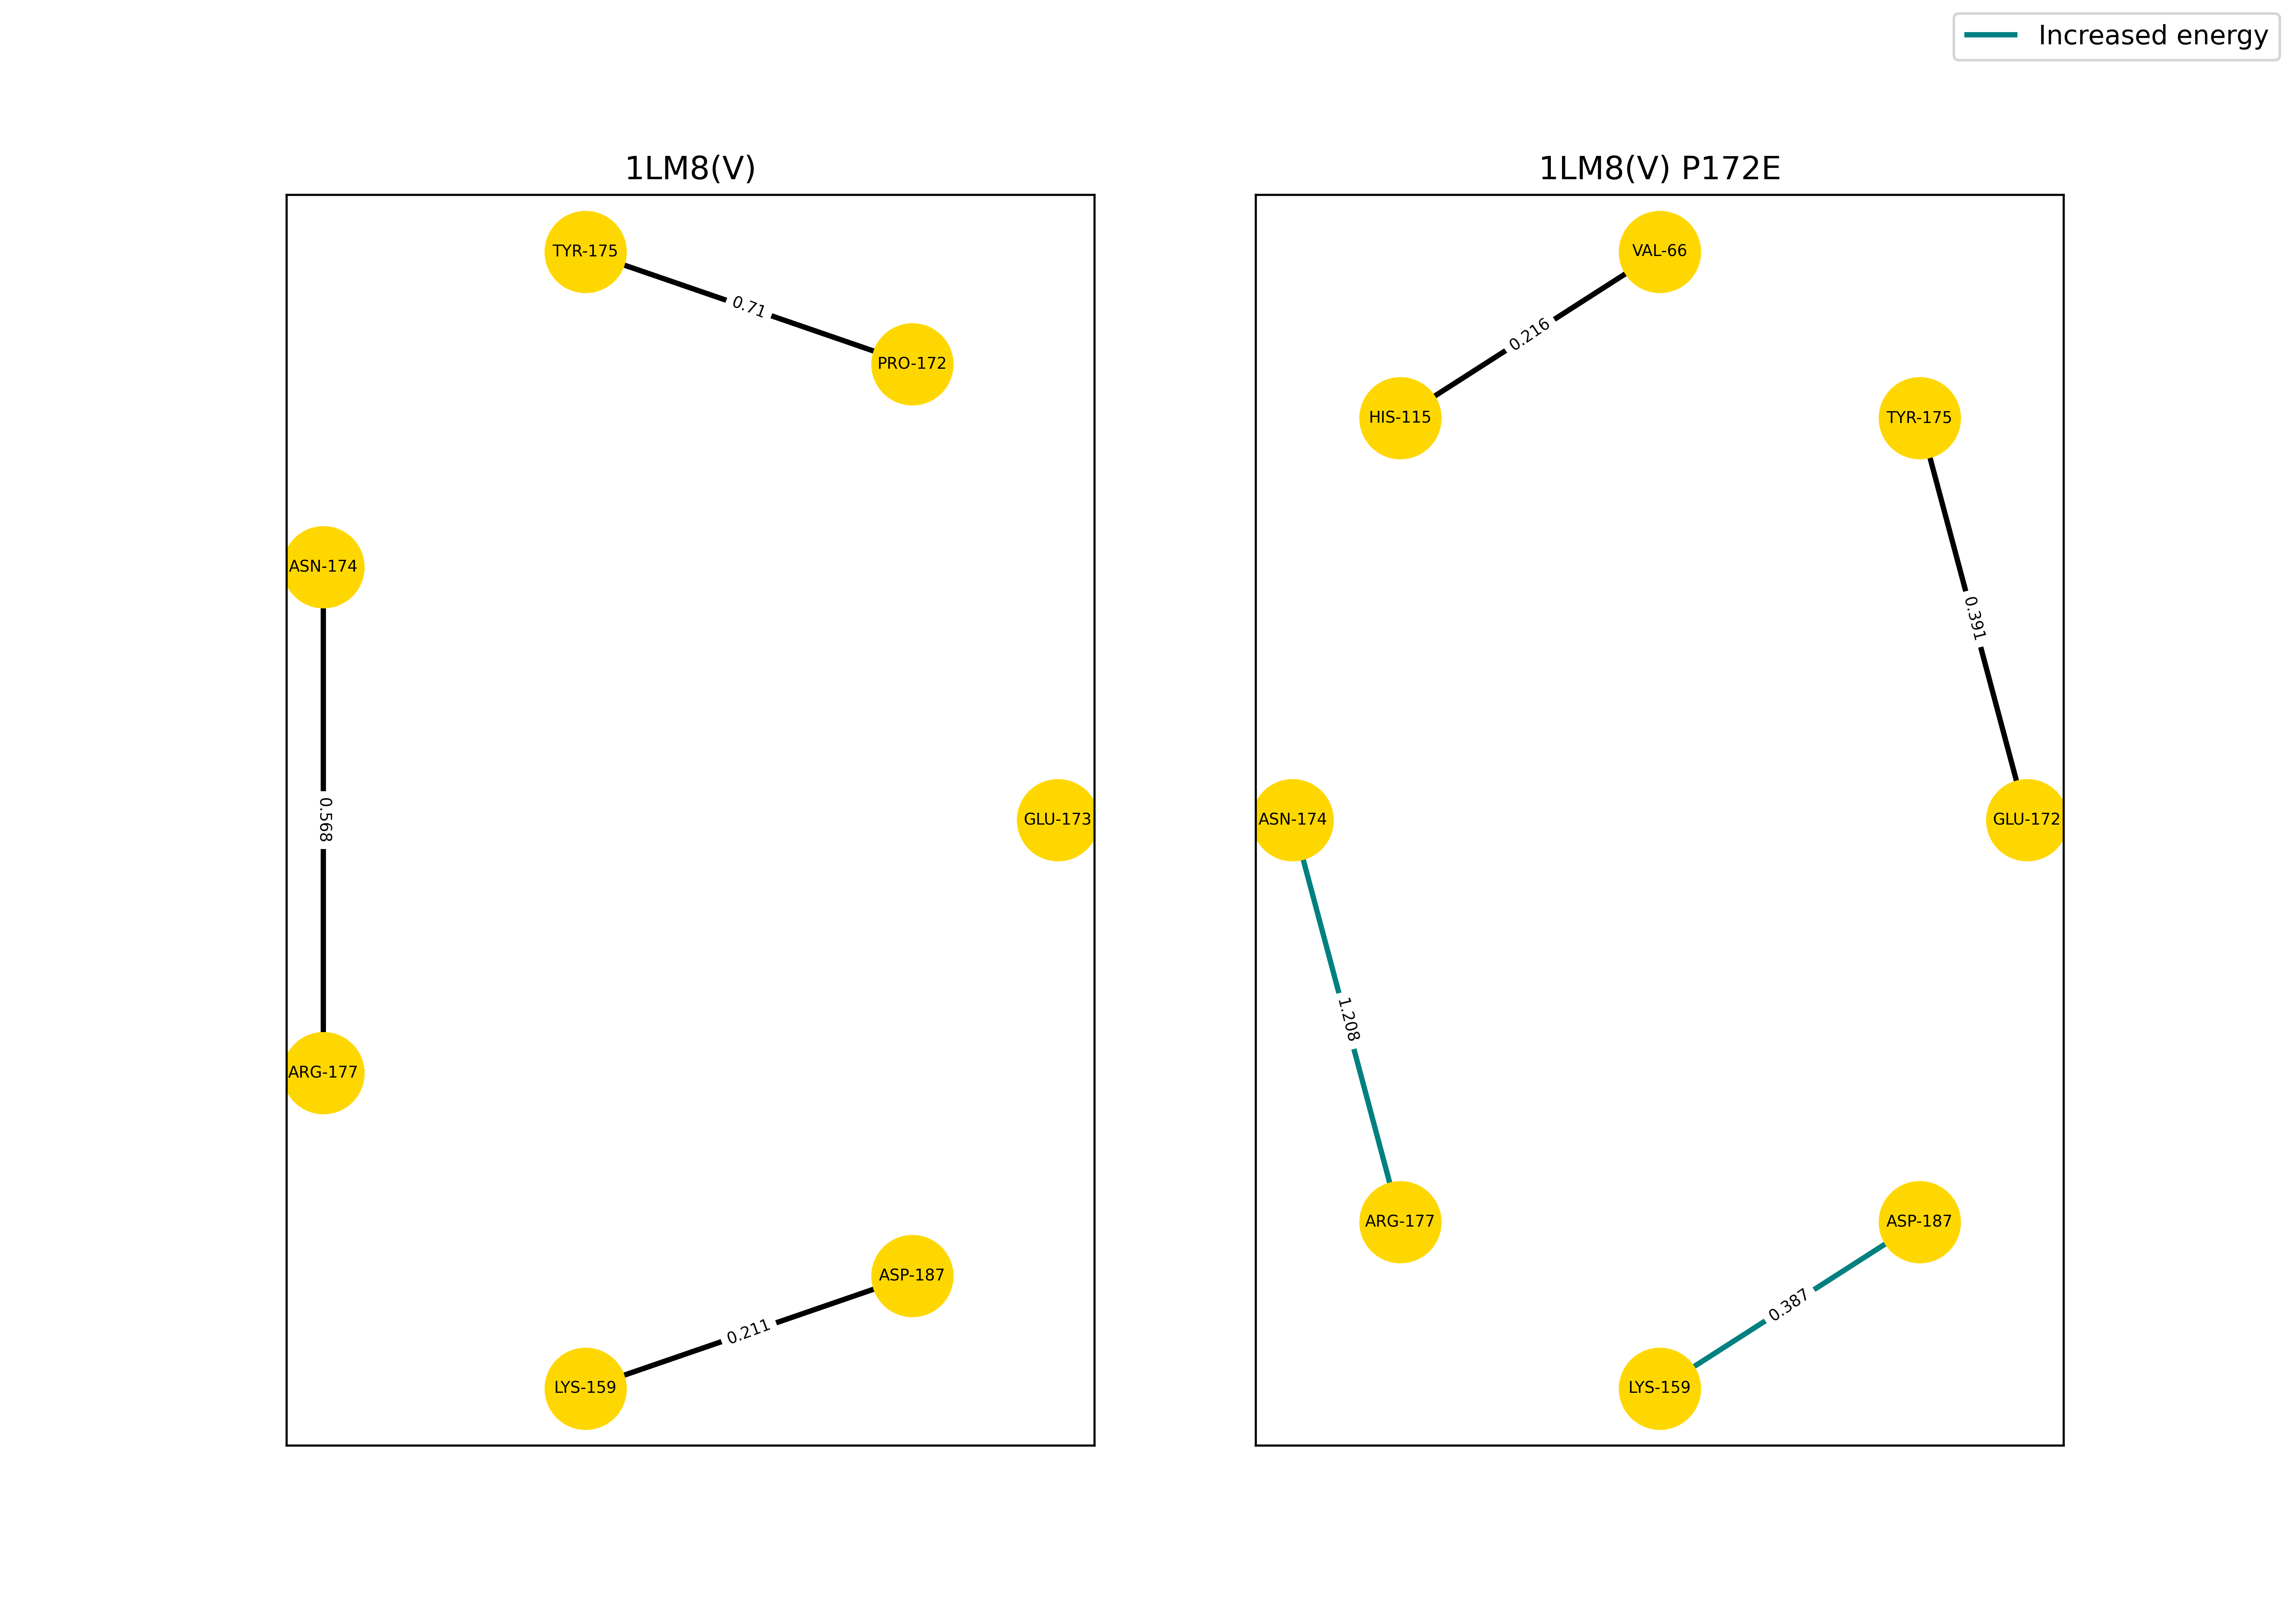 Increased energy
1LM8(V)
TYR-175
0.71
PRO-172
ASN-174
0.568
GLU-173
ARG-177
ASP-187
0.211
LYS-159
1LM8(V) P172E
VAL-66
0.216
HIS-115
TYR-175
0.391
ASN-174
GLU-172
1.208
ARG-177
ASP-187
0.387
LYS-159